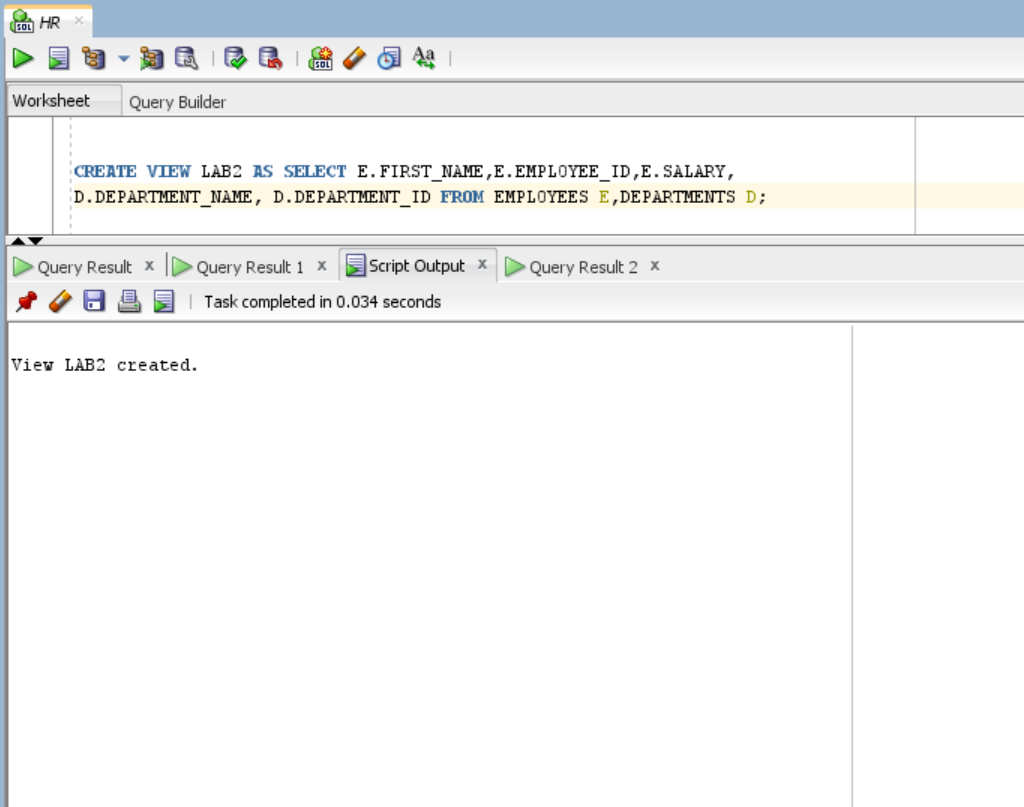 SQL HR
Worksheet Query Builder
CREATE VIEW LAB2 AS SELECT E.FIRST_NAME,E.EMPLOYEE_ID,E.SALARY,
D.DEPARTMENT_NAME, D.DEPARTMENT_ID FROM EMPLOYEES E,DEPARTMENTS D;
Query Result x Query Result 1 x Script Output x Query Result 2 x
Task completed in 0.034 seconds
View LAB2 created.